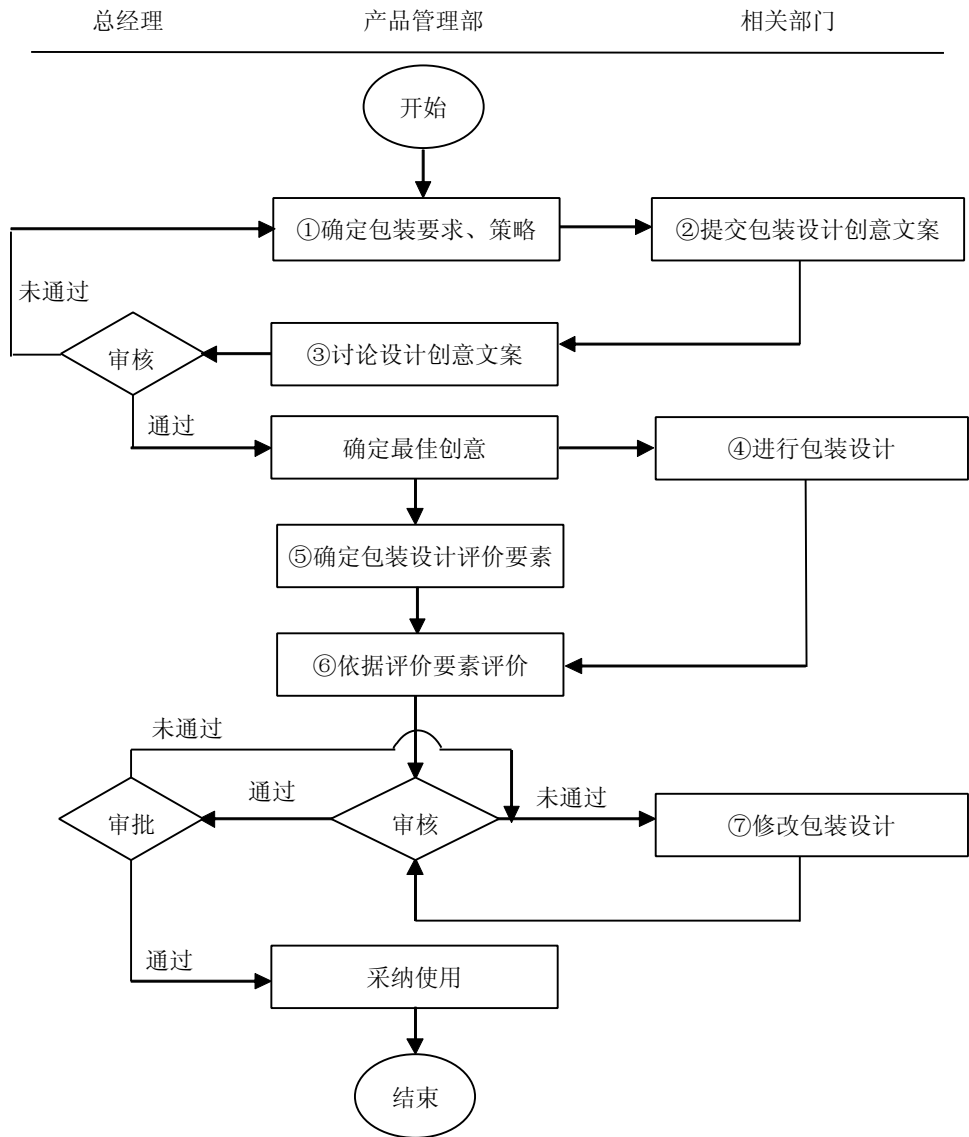 总经理 产品管理部 相关部门
开始
①确定包装要求、策略 ②提交包装设计创意文案
未通过
审核 ③讨论设计创意文案
通过
确定最佳创意 ④进行包装设计
⑤确定包装设计评价要素
⑥依据评价要素评价
未通过
通过 未通过
审批 审核 ⑦修改包装设计
通过
采纳使用
结束